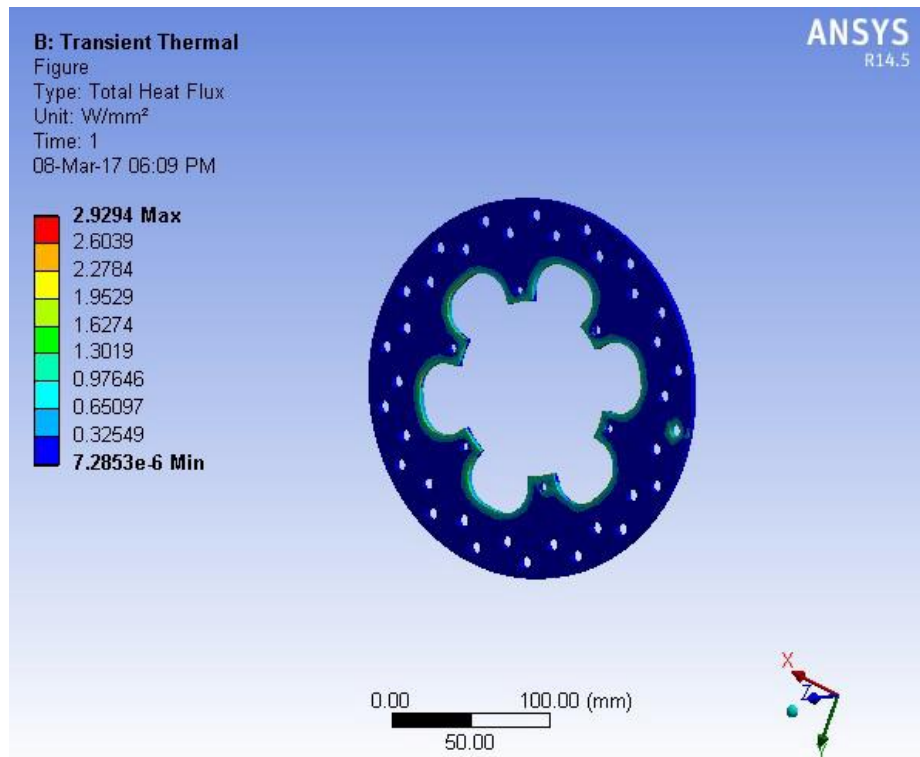 B: Transient Thermal
Figure
Type: Total Heat Flux
Unit: W/mm²
Time: 1
08-Mar-17 06:09 PM
ANSYS
R14.5
2.9294 Max
2.6039
2.2784
1.9529
1.6274
1.3019
0.97646
0.65097
0.32549
7.2853e-6 Min
0.00 100.00 (mm)
50.00
X
Z
Y